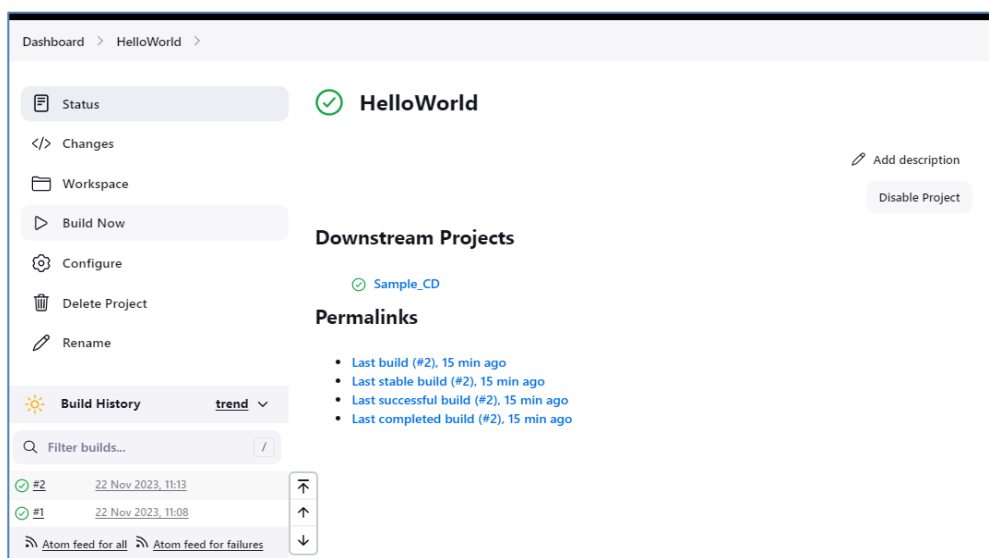 Dashboard > HelloWorld >
Status
</> Changes
Workspace
Build Now
Configure
Delete Project
Rename
Build History trend
Filter builds... /
#2 22 Nov 2023, 11:13
#1 22 Nov 2023, 11:08
Atom feed for all Atom feed for failures
HelloWorld
Add description
Disable Project
Downstream Projects
Sample_CD
Permalinks
• Last build (#2), 15 min ago
• Last stable build (#2), 15 min ago
• Last successful build (#2), 15 min ago
• Last completed build (#2), 15 min ago